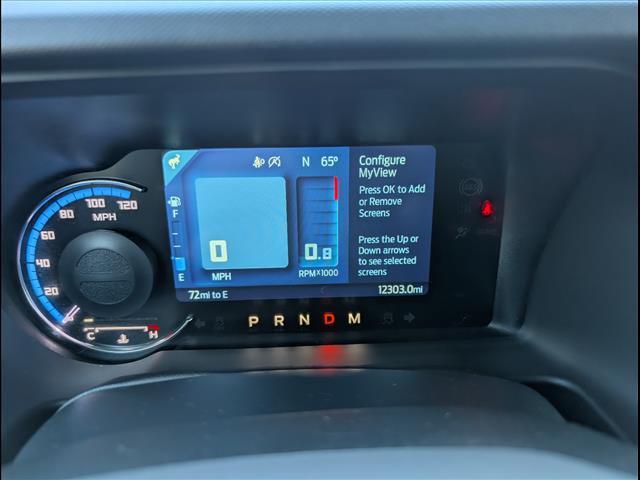 120
100
80
60
40
20
MPH
C H
F
E
N 65°
0
MPH
0.8
RPM×1000
72mi to E
Configure
MyView
Press OK to Add
or Remove
Screens
Press the Up or
Down arrows
to see selected
screens
12303.0mi
P R N D M